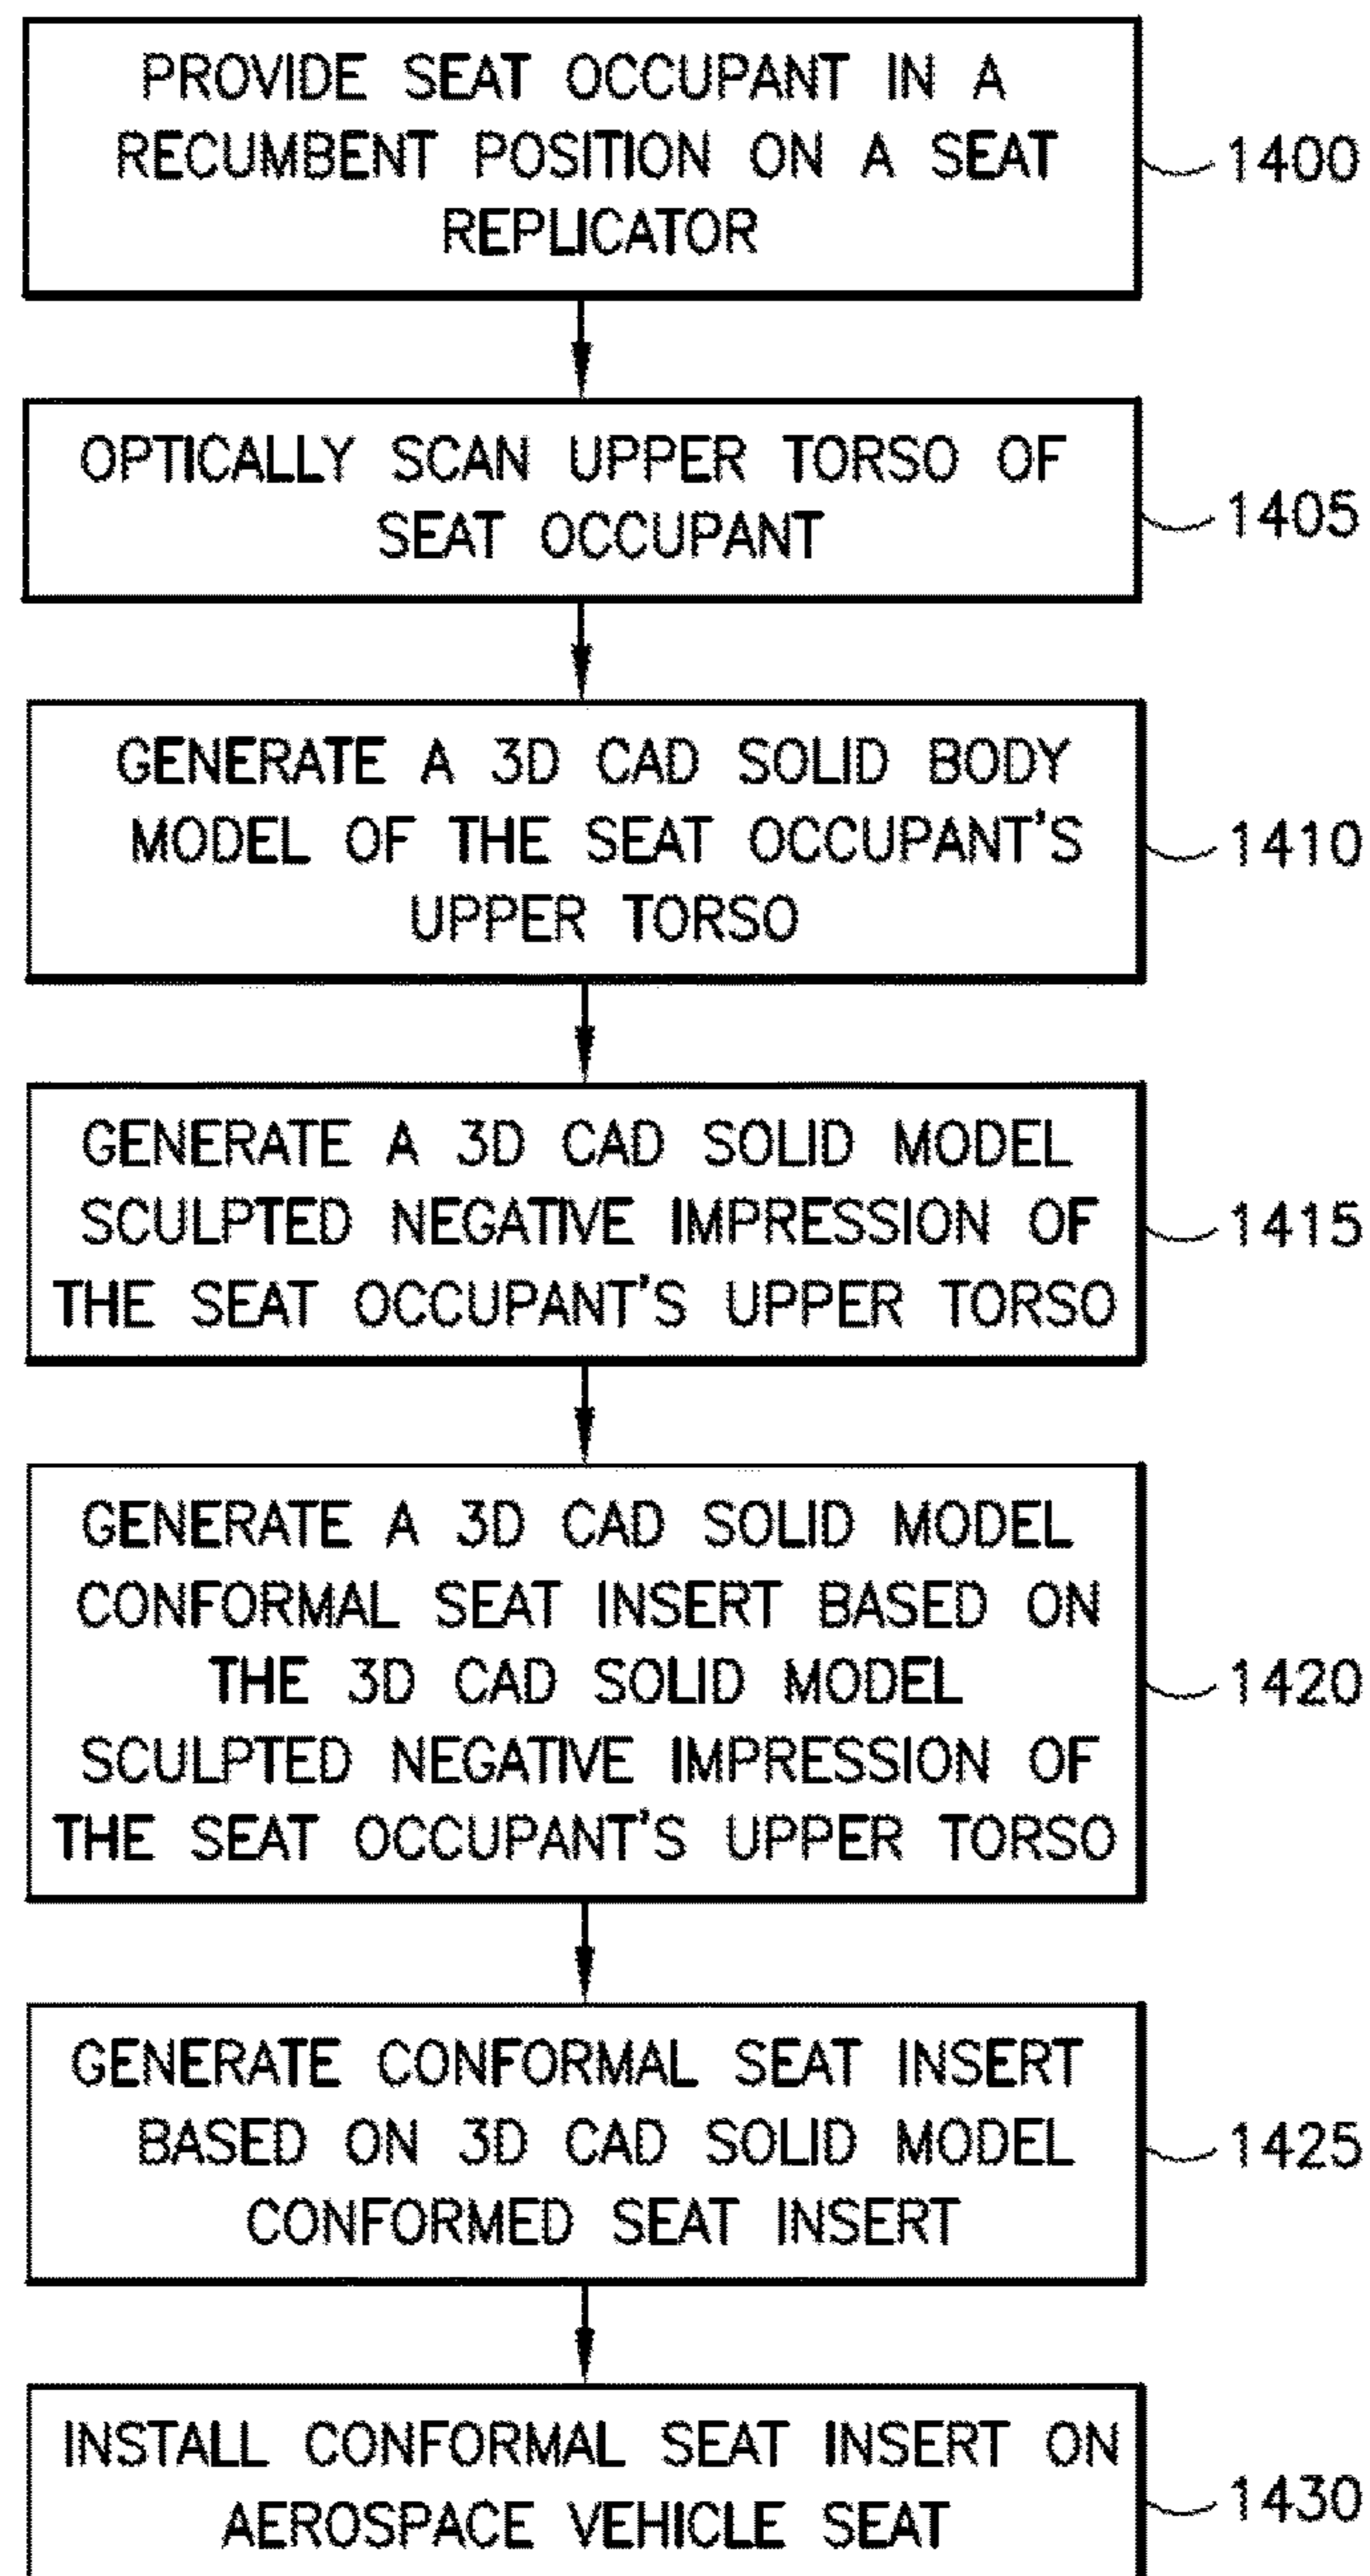 PROVIDE SEAT OCCUPANT IN A
RECUMBENT POSITION ON A SEAT
REPLICATOR
1400
OPTICALLY SCAN UPPER TORSO OF
SEAT OCCUPANT
1405
GENERATE A 3D CAD SOLID BODY
MODEL OF THE SEAT OCCUPANT'S
UPPER TORSO
1410
GENERATE A 3D CAD SOLID MODEL
SCULPTED NEGATIVE IMPRESSION OF
THE SEAT OCCUPANT'S UPPER TORSO
1415
GENERATE A 3D CAD SOLID MODEL
CONFORMAL SEAT INSERT BASED ON
THE 3D CAD SOLID MODEL
SCULPTED NEGATIVE IMPRESSION OF
THE SEAT OCCUPANT'S UPPER TORSO
1420
GENERATE CONFORMAL SEAT INSERT
BASED ON 3D CAD SOLID MODEL
CONFORMED SEAT INSERT
1425
INSTALL CONFORMAL SEAT INSERT ON
AEROSPACE VEHICLE SEAT
1430